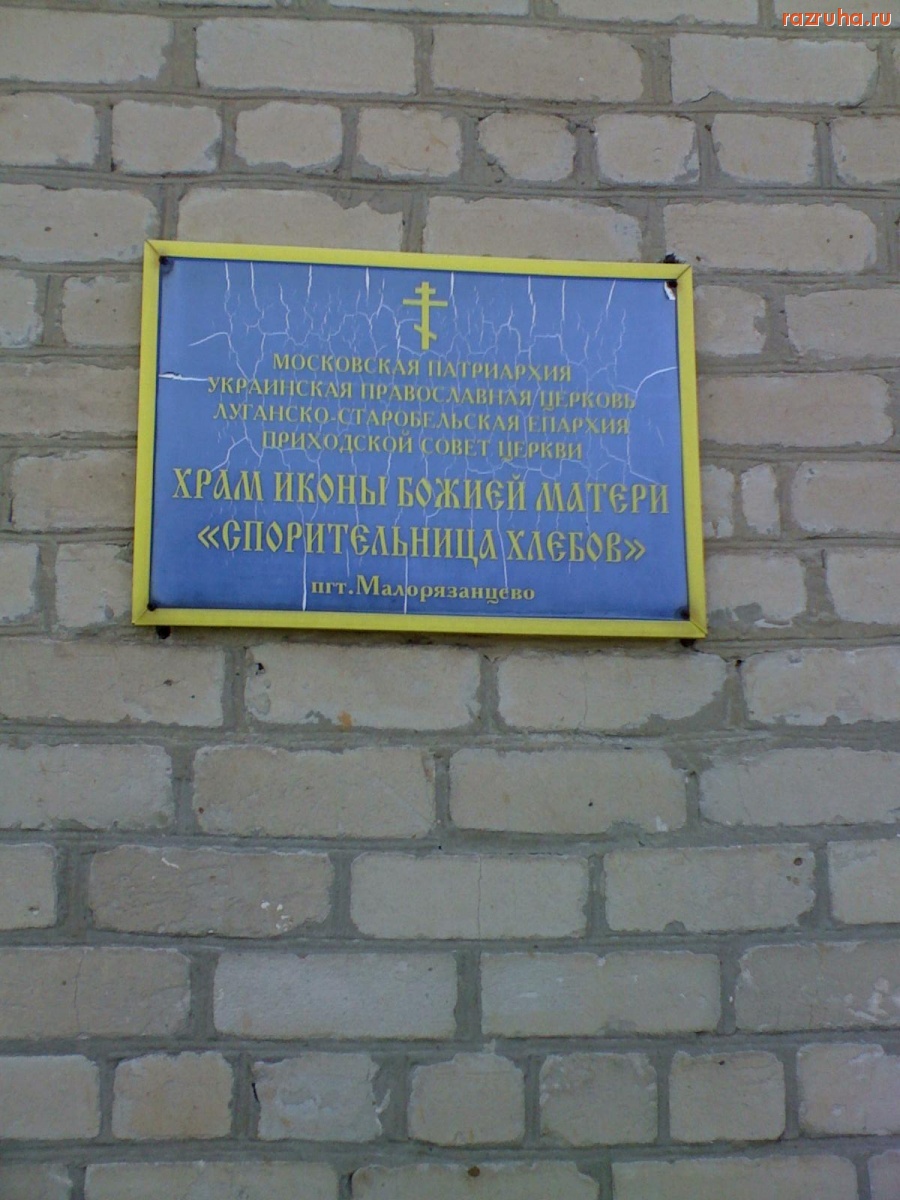 razruha.ru
МОСКОВСКАЯ ПАТРИАРХИЯ
УКРАИНСКАЯ ПРАВОСЛАВНАЯ ЦЕРКОВЬ
ЛУГАНСКО-СТАРОБЕЛЬСКАЯ ЕПАРХИЯ
ПРИХОДСКОЙ СОВЕТ ЦЕРКВИ
ХРАМ ИКОНЫ БОЖИЕЙ МАТЕРИ
«СПОРИТЕЛЬНИЦА ХЛЕБОВ»
пгт.Малорязанцево